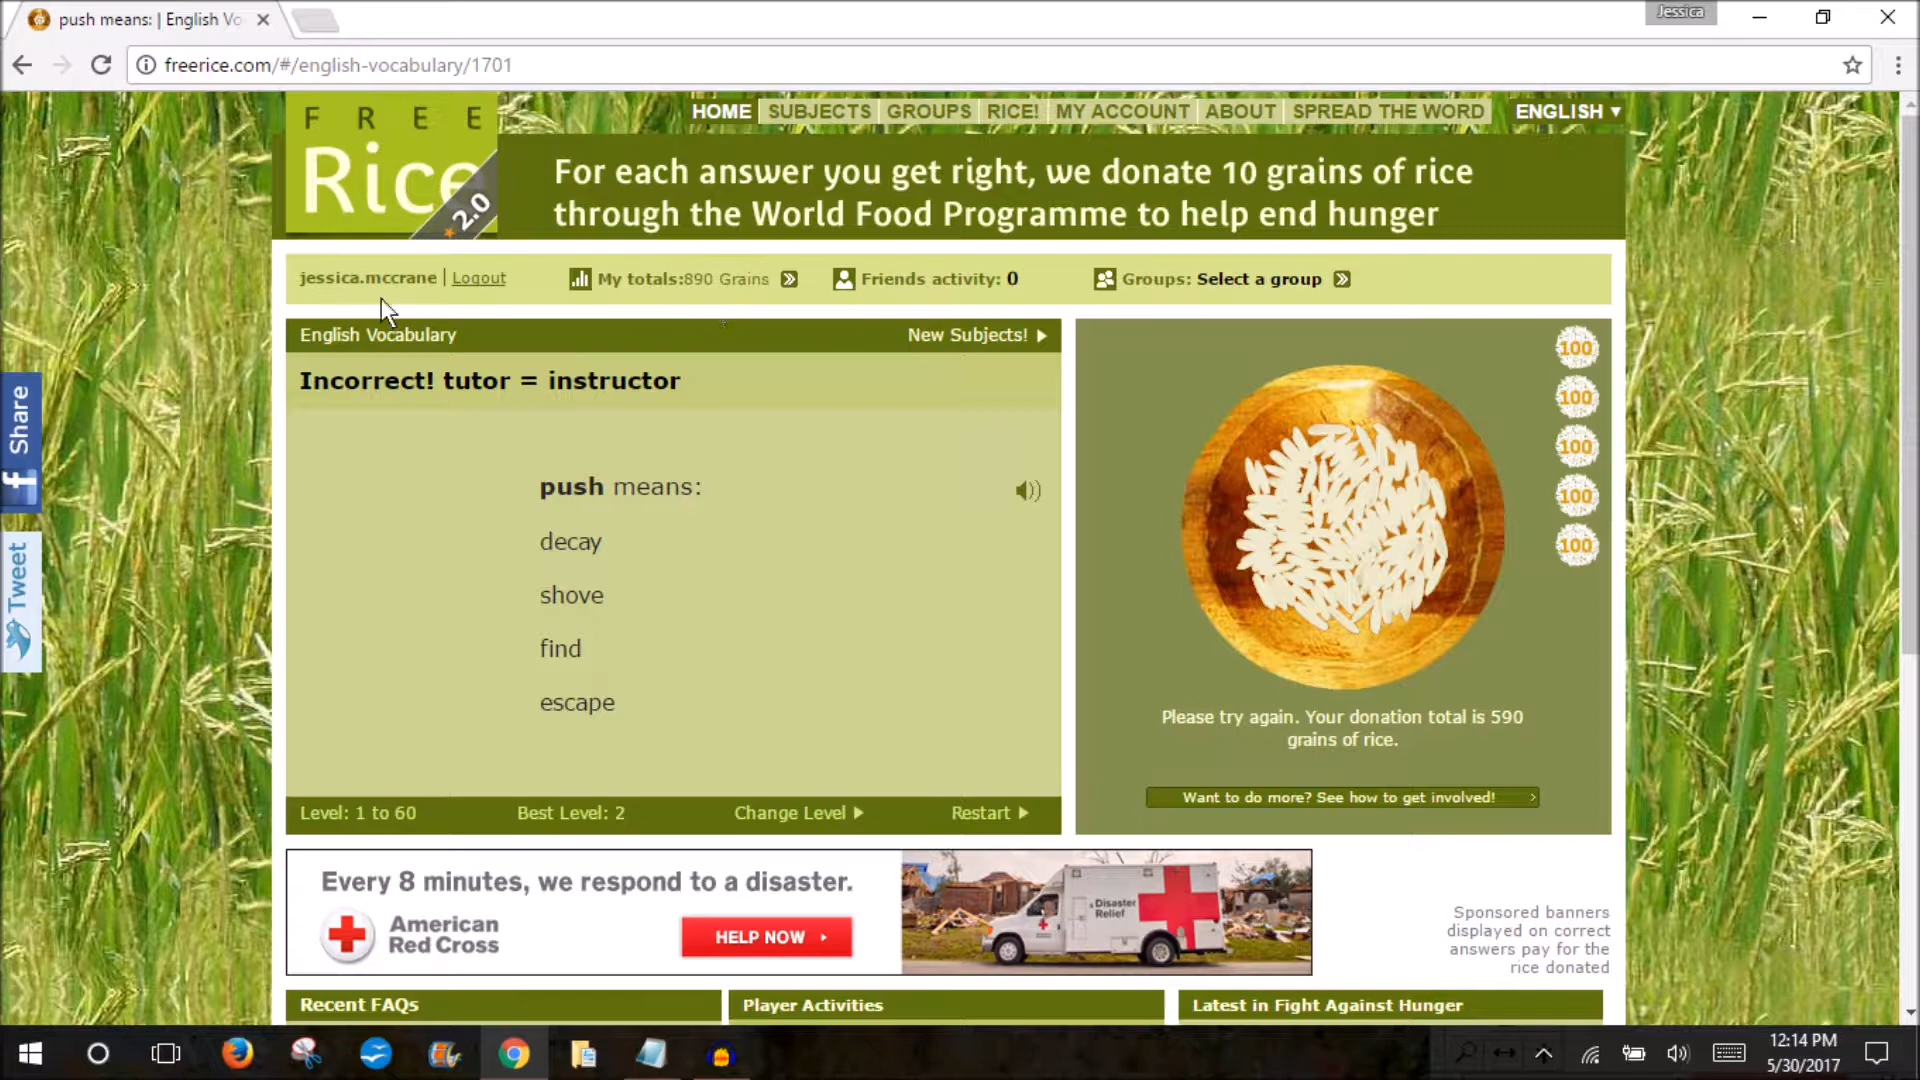 push means: | English Vo
Jessica
freerice.com/#/english-vocabulary/1701
FREE
Rice
2.0
HOME SUBJECTS GROUPS RICE! MY ACCOUNT ABOUT SPREAD THE WORD ENGLISH ▼
For each answer you get right, we donate 10 grains of rice
through the World Food Programme to help end hunger
jessica.mccrane | Logout
My totals:890 Grains
Friends activity: 0
Groups: Select a group
English Vocabulary
New Subjects!
Incorrect! tutor = instructor
push means:
decay
shove
find
escape
Level: 1 to 60
Best Level: 2
Change Level
Restart
100
100
100
100
100
Please try again. Your donation total is 590
grains of rice.
Want to do more? See how to get involved!
Share
Tweet
Every 8 minutes, we respond to a disaster.
American
Red Cross
HELP NOW
Disaster
Relief
Sponsored banners
displayed on correct
answers pay for the
rice donated
Recent FAQs
Player Activities
Latest in Fight Against Hunger
12:14 PM
5/30/2017